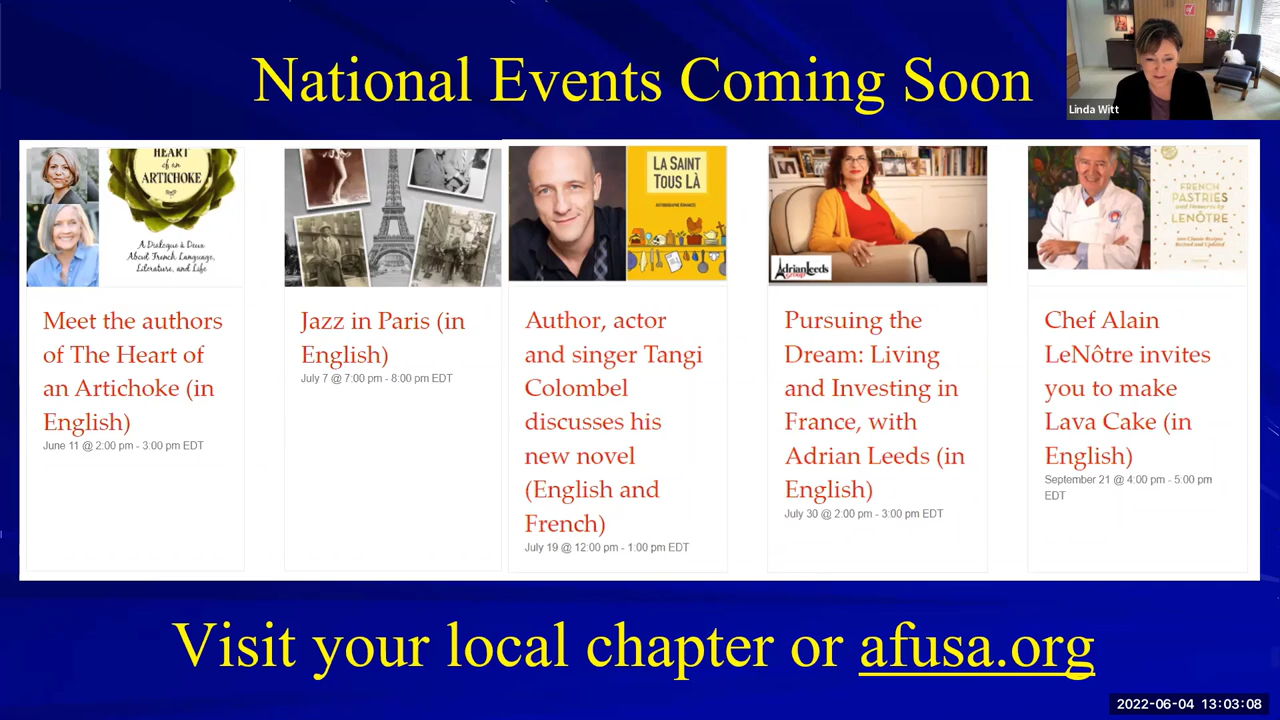 National Events Coming Soon
Linda Witt
HEART
of an
ARTICHOKE
A Dialogue à Deux
About French Language,
Literature, and Life
Meet the authors
of The Heart of
an Artichoke (in
English)
June 11 @ 2:00 pm - 3:00 pm EDT
Jazz in Paris (in
English)
July 7 @ 7:00 pm - 8:00 pm EDT
LA SAINT
TOUS LÀ
Author, actor
and singer Tangi
Colombel
discusses his
new novel
(English and
French)
July 19 @ 12:00 pm - 1:00 pm EDT
AdrianLeeds
Group
Pursuing the
Dream: Living
and Investing in
France, with
Adrian Leeds (in
English)
July 30 @ 2:00 pm - 3:00 pm EDT
FRENCH
PASTRIES
and Desserts by
LENÔTRE
Chef Alain
LeNôtre invites
you to make
Lava Cake (in
English)
September 21 @ 4:00 pm - 5:00 pm
EDT
Visit your local chapter or afusa.org
2022-06-04 13:03:08